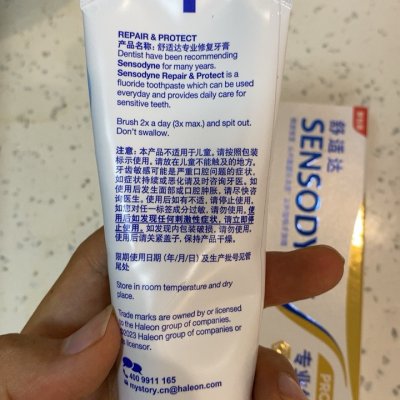 REPAIR & PROTECT
产品名称：舒适达专业修复牙膏
Dentist have been recommending
Sensodyne for many years.
Sensodyne Repair & Protect is a
fluoride toothpaste which can be used
everyday and provides daily care for
sensitive teeth.
Brush 2x a day (3x max.) and spit out.
Don't swallow.
注意：本产品不适用于儿童。请按照包装
标示使用。请放在儿童不能触及的地方。
牙齿敏感可能是严重口腔问题的症状，
如症状持续或恶化请及时咨询牙医。如
使用后发生面部或口腔肿胀，请尽快咨
询医生。使用后如有不适，请停止使用。
如您对任一标签成分过敏，请勿使用。使
用后如发现任何刺激性症状，请立即停
止使用。如发现内包装破损，请勿使用。
使用后请关紧盖子，保持产品干燥。
限期使用日期（年/月/日）及生产批号见管
尾处
Store in room temperature and dry
place.
Trade marks are owned by or licensed
to the Haleon group of companies.
©2023 Haleon group of companies or
its licensor.
400 9911 165
mystory.cn@haleon.com
舒适达
SENSODY
专业
PRO